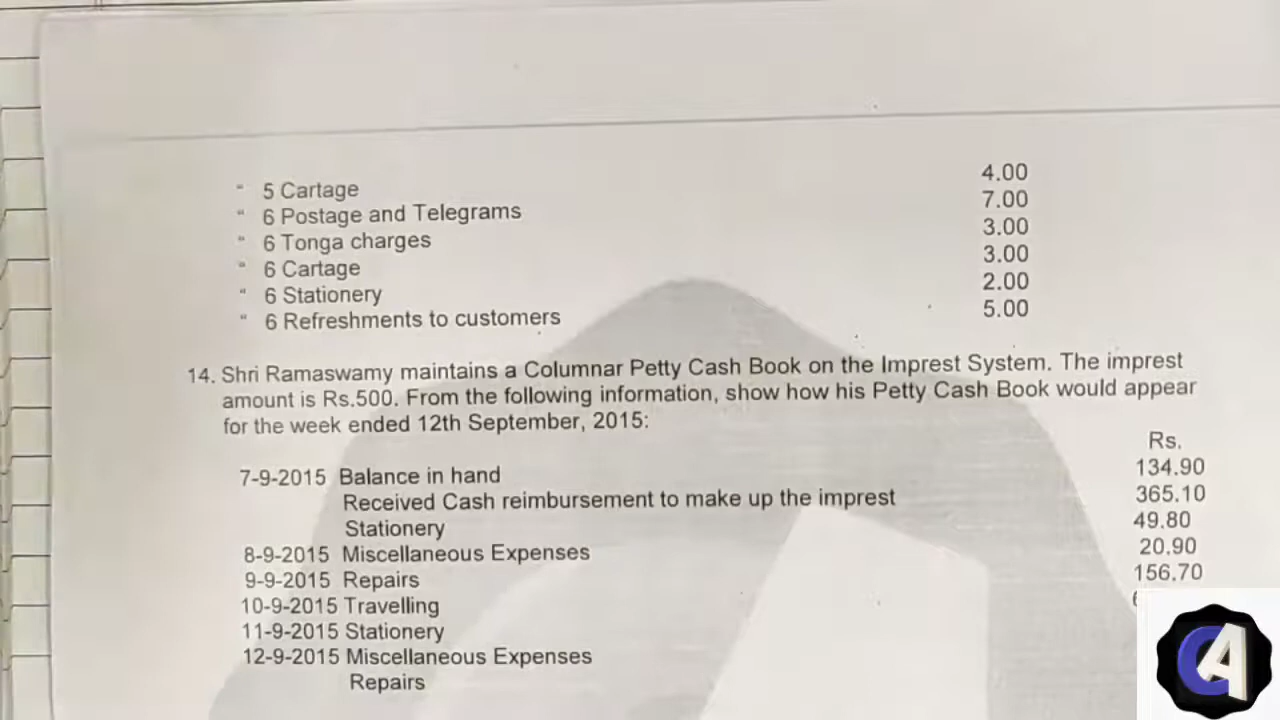 " 5 Cartage 4.00
" 6 Postage and Telegrams 7.00
" 6 Tonga charges 3.00
" 6 Cartage 3.00
" 6 Stationery 2.00
" 6 Refreshments to customers 5.00
14. Shri Ramaswamy maintains a Columnar Petty Cash Book on the Imprest System. The imprest
amount is Rs.500. From the following information, show how his Petty Cash Book would appear
for the week ended 12th September, 2015:
Rs.
7-9-2015 Balance in hand 134.90
Received Cash reimbursement to make up the imprest 365.10
Stationery 49.80
8-9-2015 Miscellaneous Expenses 20.90
9-9-2015 Repairs 156.70
10-9-2015 Travelling
11-9-2015 Stationery
12-9-2015 Miscellaneous Expenses
Repairs
CA